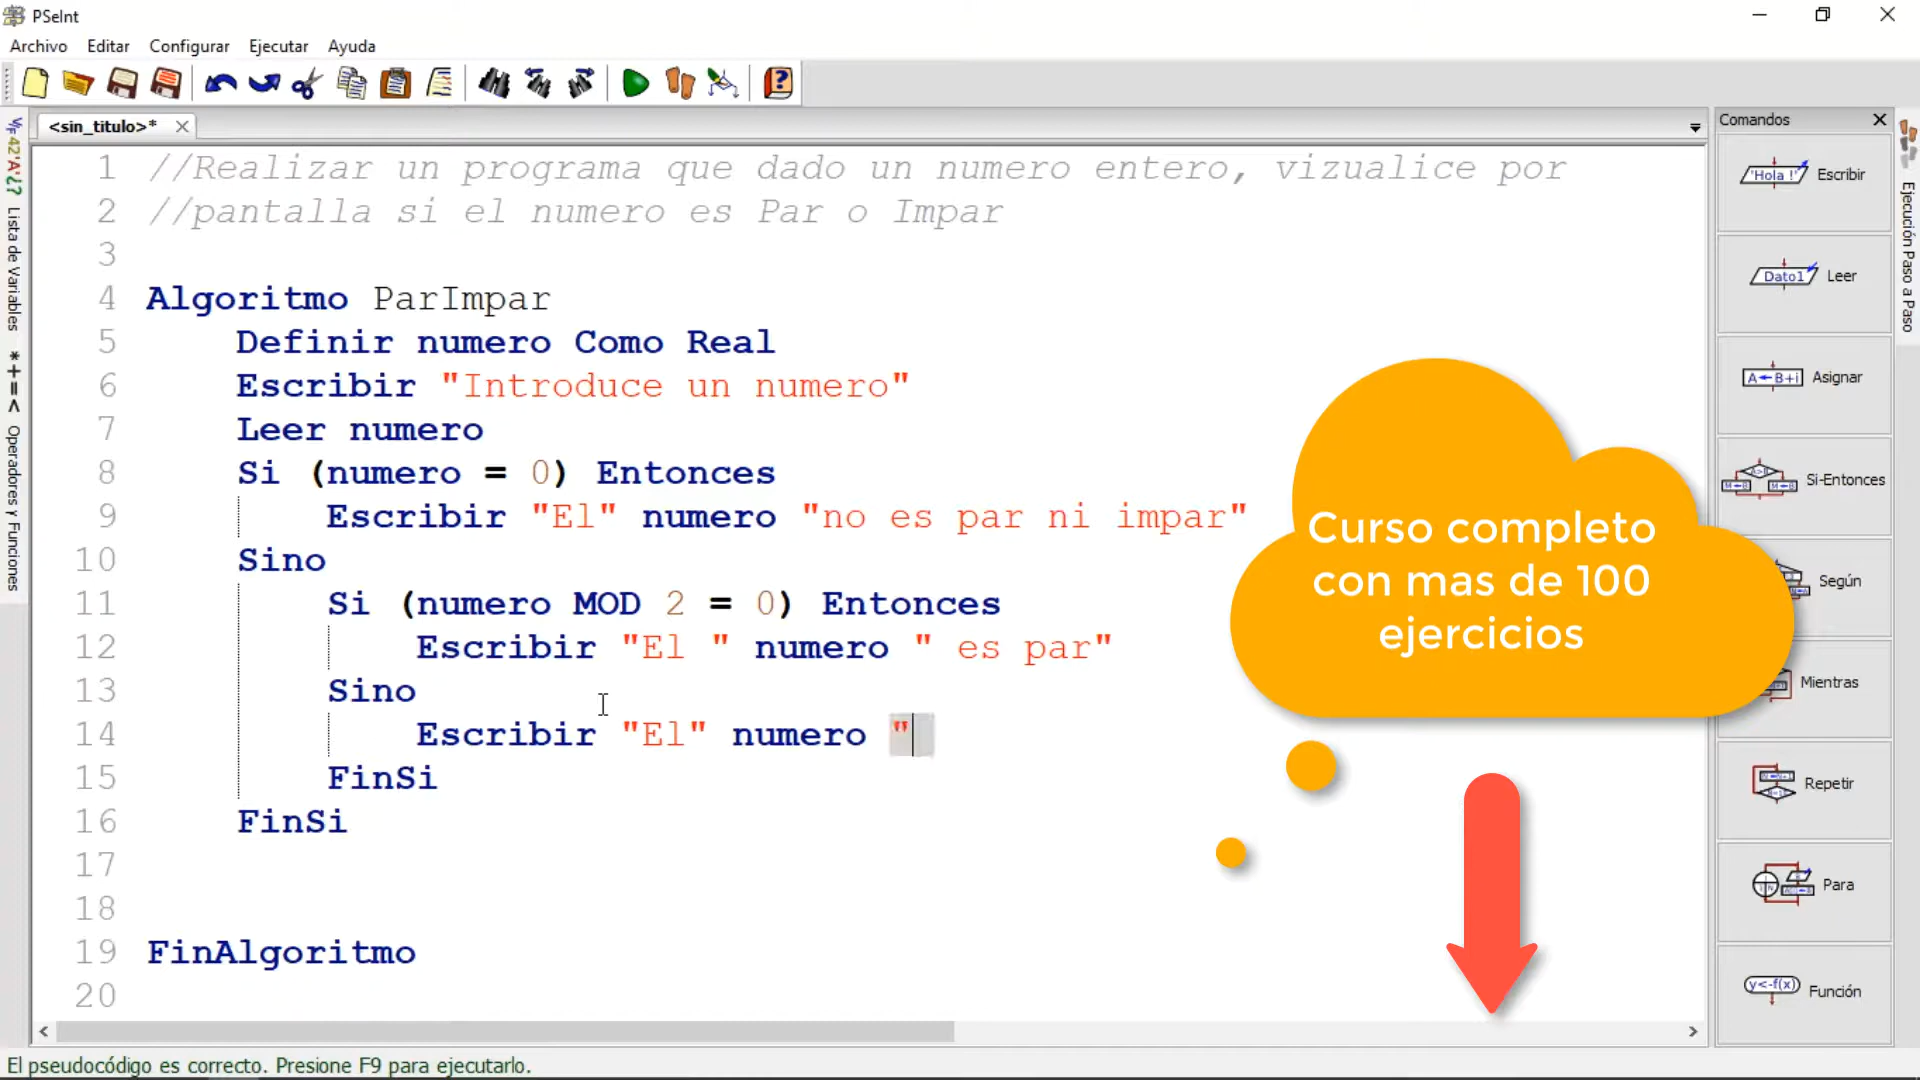 PSeInt
Archivo Editar Configurar Ejecutar Ayuda
<sin_titulo>*
1 //Realizar un programa que dado un numero entero, vizualice por
2 //pantalla si el numero es Par o Impar
3
4 Algoritmo ParImpar
5 Definir numero Como Real
6 Escribir "Introduce un numero"
7 Leer numero
8 Si (numero = 0) Entonces
9 Escribir "El" numero "no es par ni impar"
10 Sino
11 Si (numero MOD 2 = 0) Entonces
12 Escribir "El " numero " es par"
13 Sino
14 Escribir "El" numero "
15 FinSi
16 FinSi
17
18
19 FinAlgoritmo
20
Curso completo
con mas de 100
ejercicios
Lista de Variables
*+=< Operadores y Funciones
Comandos
'Hola !' Escribir
Dato1 Leer
A←B+i Asignar
Si-Entonces
Según
Mientras
Repetir
Para
y<-f(x) Función
Ejecución Paso a Paso
El pseudocódigo es correcto. Presione F9 para ejecutarlo.